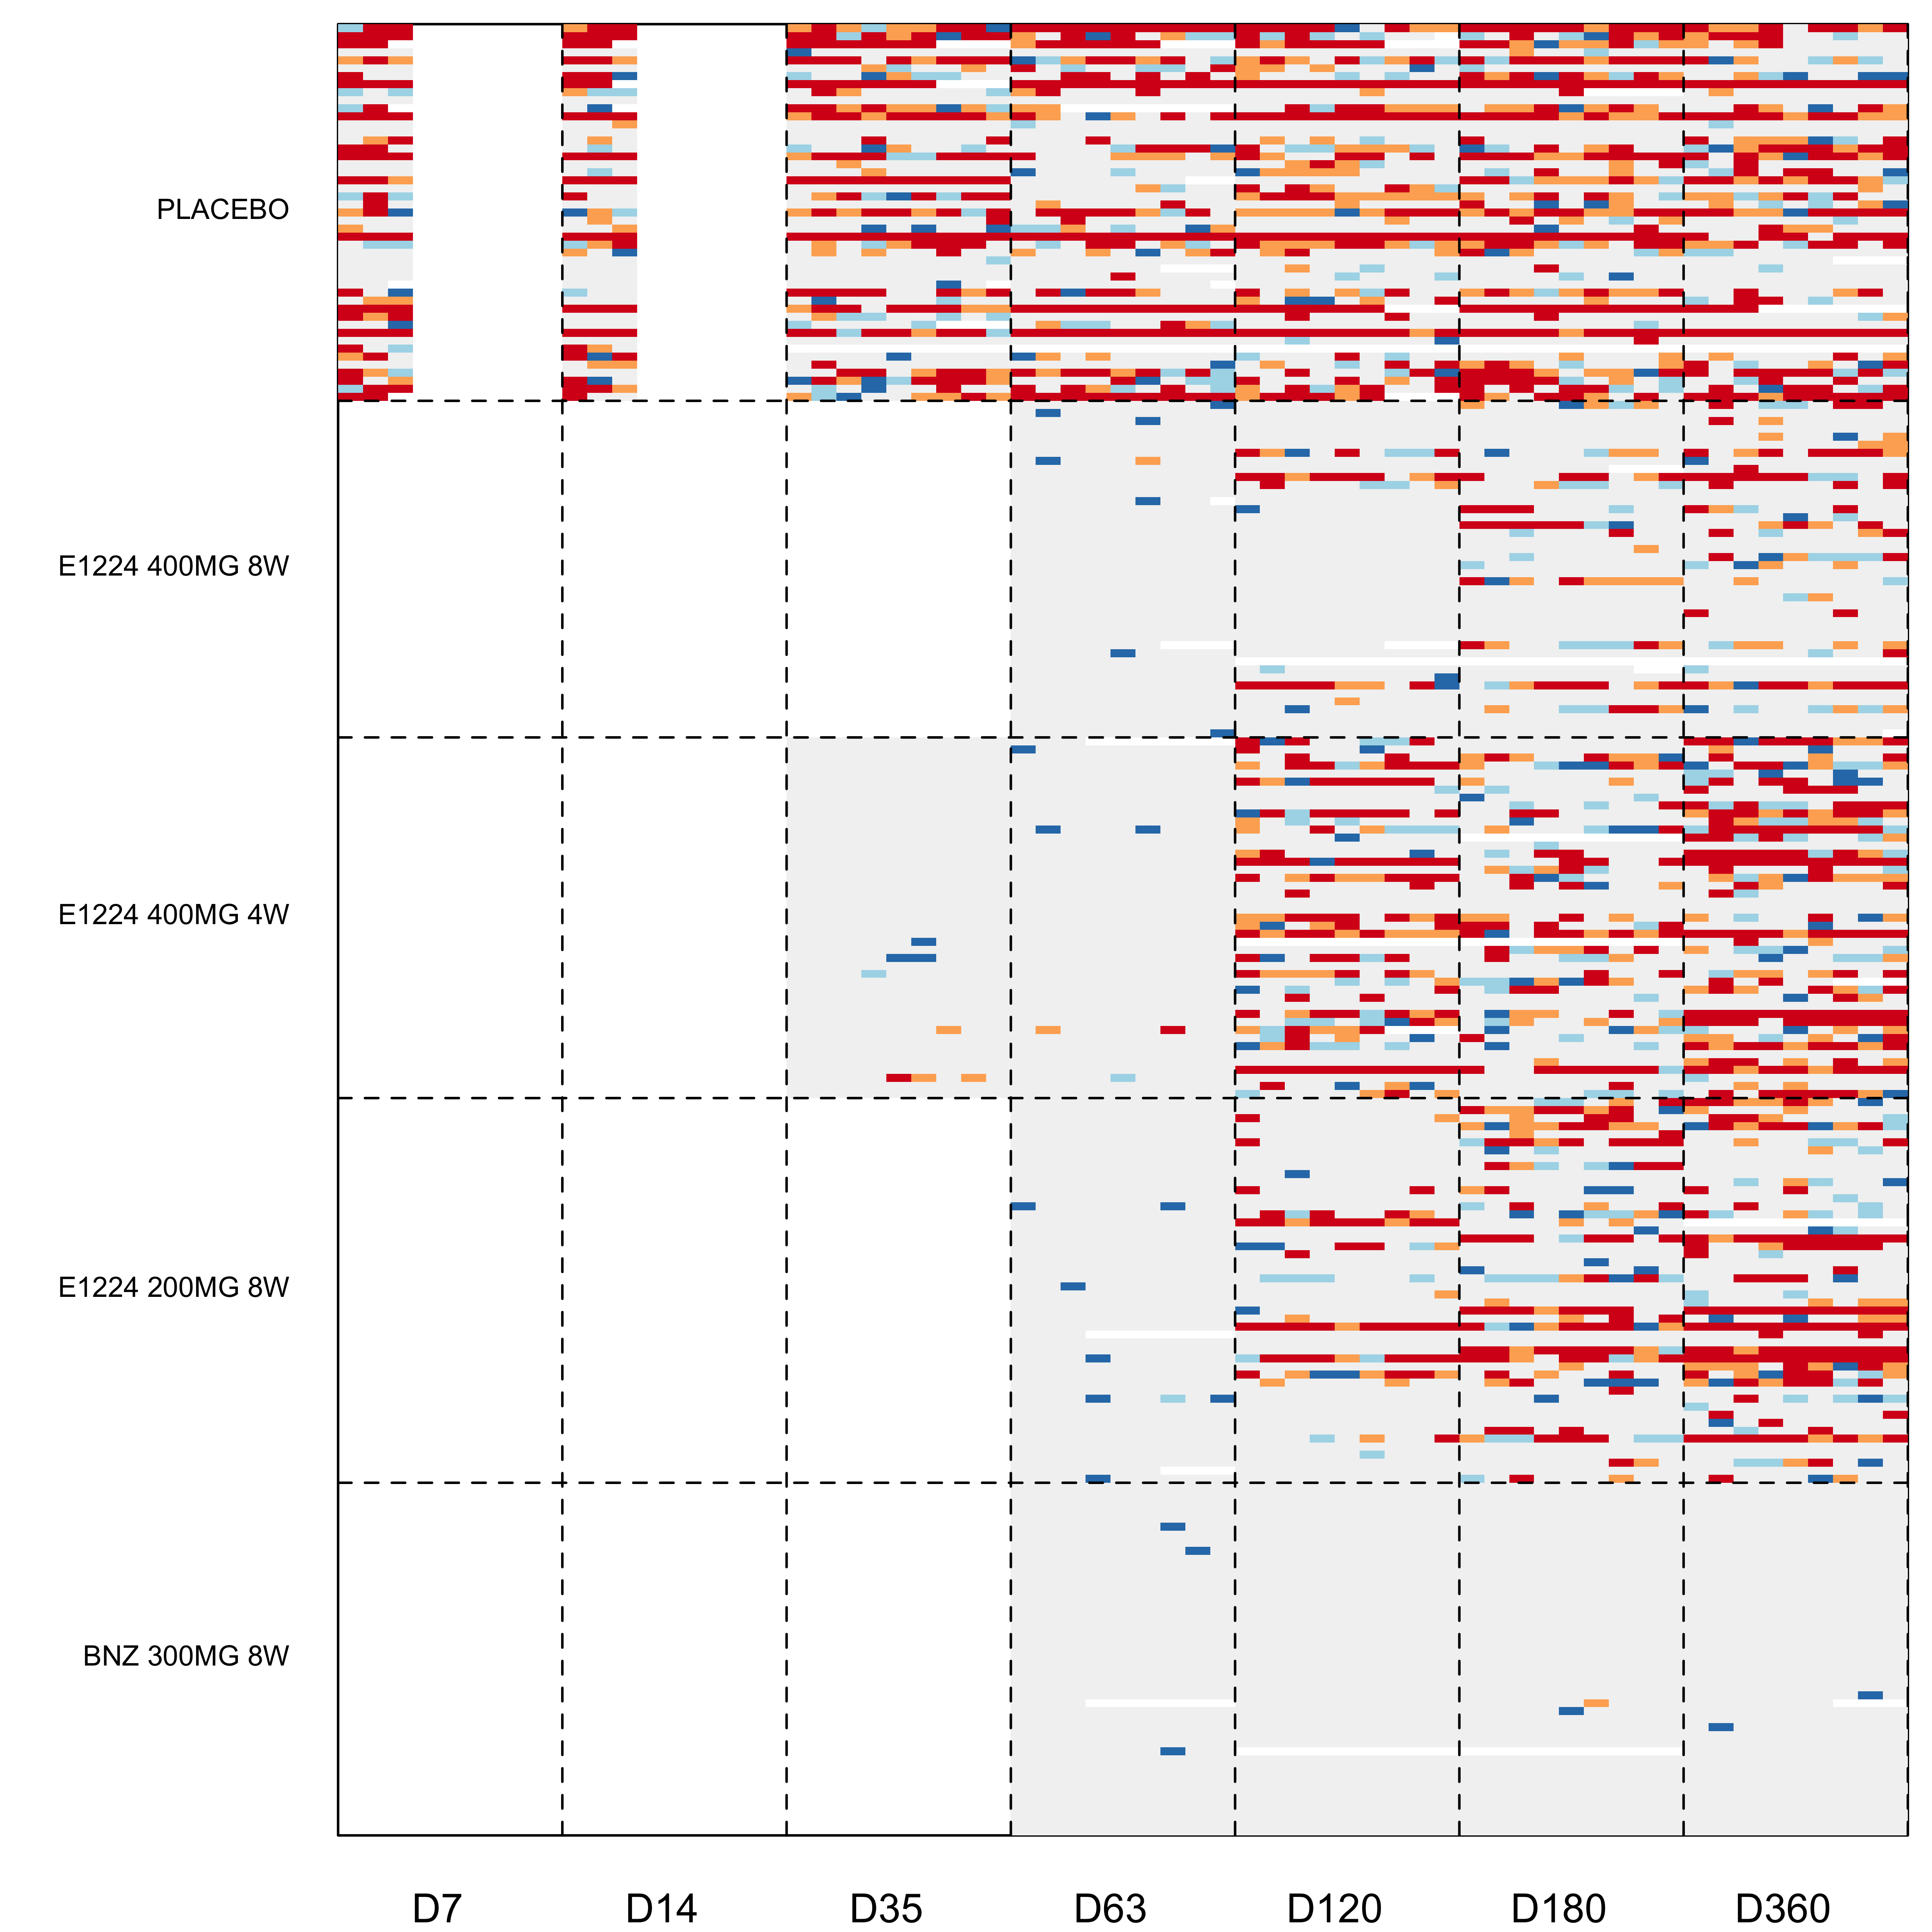 PLACEBO
E1224 400MG 8W
E1224 400MG 4W
E1224 200MG 8W
BNZ 300MG 8W
D7 D14 D35 D63 D120 D180 D360